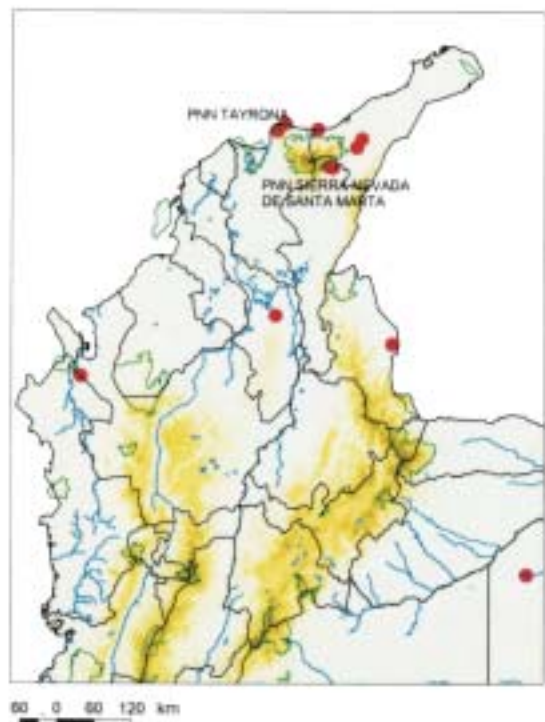 PNN TAYRONA
PNN SIERRA NEVADA
DE SANTA MARTA
60 0 60 120 km